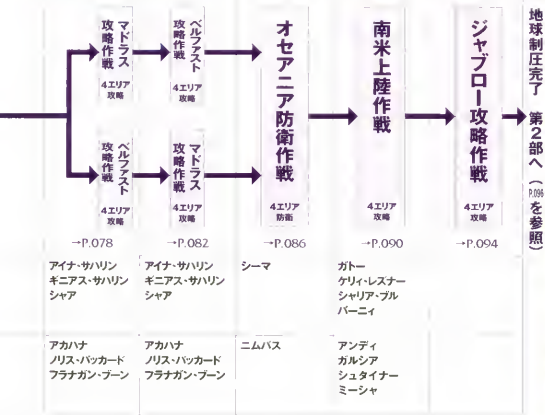 マドラス
攻略作戦
4エリア
攻略
ベルファスト
攻略作戦
4エリア
攻略
ベルファスト
攻略作戦
4エリア
攻略
マドラス
攻略作戦
4エリア
攻略
オセアニア防衛作戦
4エリア
防衛
南米上陸作戦
4エリア
攻略
ジャブロー攻略作戦
4エリア
攻略
地球制圧完了 第2部へ(P.096を参照)
→P.078
→P.082
→P.086
→P.090
→P.094
アイナ・サハリン
ギニアス・サハリン
シャア
アイナ・サハリン
ギニアス・サハリン
シャア
シーマ
ガトー
ケリィ・レズナー
シャリア・ブル
バーニィ
アカハナ
ノリス・パッカード
フラナガン・ブーン
アカハナ
ノリス・パッカード
フラナガン・ブーン
ニムバス
アンディ
ガルシア
シュタイナー
ミーシャ